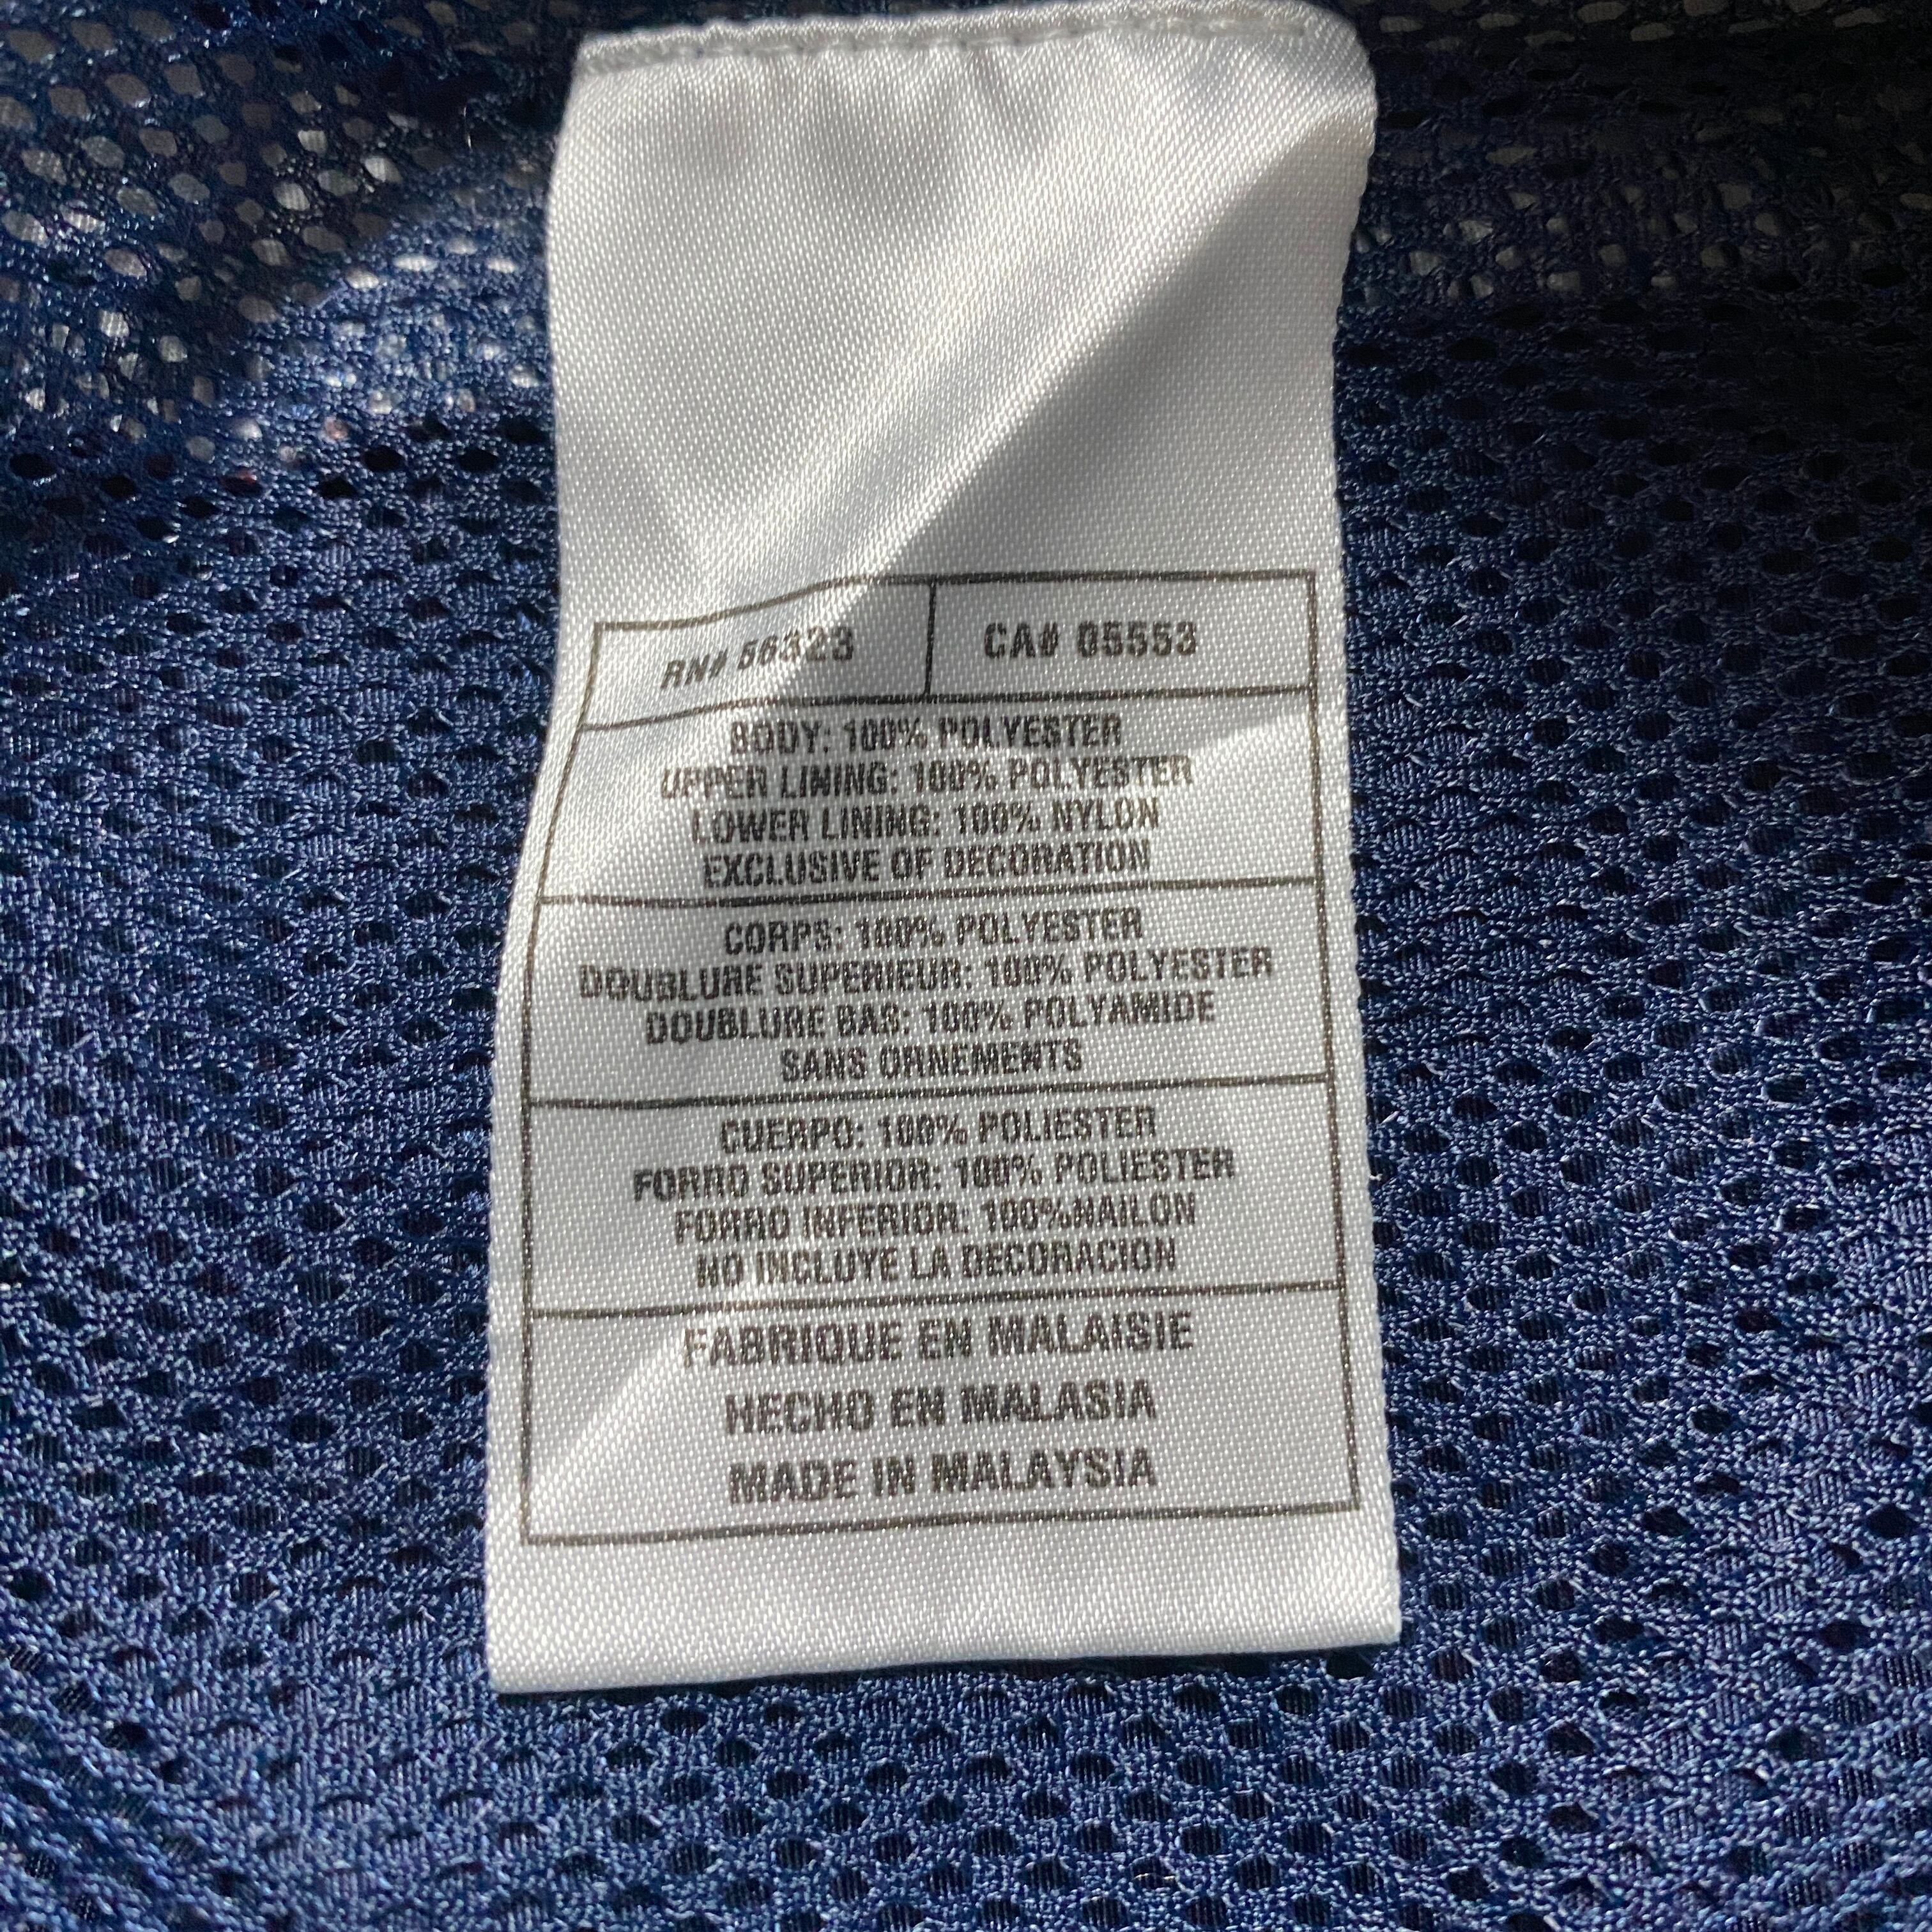 RN# 56323 CA# 05553
BODY: 100% POLYESTER
UPPER LINING: 100% POLYESTER
LOWER LINING: 100% NYLON
EXCLUSIVE OF DECORATION
CORPS: 100% POLYESTER
DOUBLURE SUPERIEUR: 100% POLYESTER
DOUBLURE BAS: 100% POLYAMIDE
SANS ORNEMENTS
CUERPO: 100% POLIESTER
FORRO SUPERIOR: 100% POLIESTER
FORRO INFERIOR: 100%NAILON
NO INCLUYE LA DECORACION
FABRIQUE EN MALAISIE
HECHO EN MALASIA
MADE IN MALAYSIA